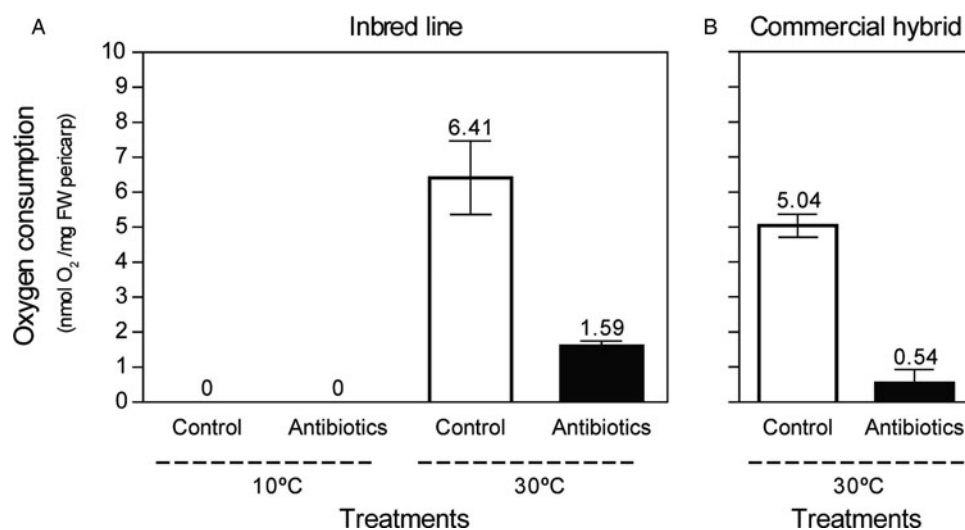 A
Inbred line
B
Commercial hybrid
Oxygen consumption
(nmol O₂ /mg FW pericarp)
10
9
8
7
6
5
4
3
2
1
0
0
0
6.41
1.59
5.04
0.54
Control Antibiotics Control Antibiotics
Control Antibiotics
10ºC 30ºC
30ºC
Treatments
Treatments